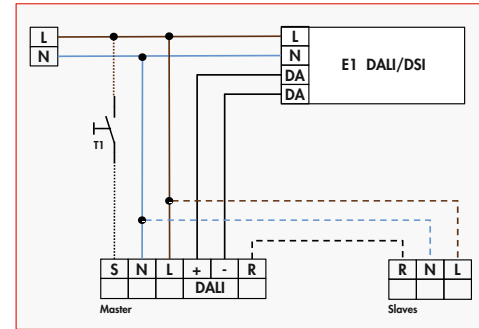 L
N
L
N
DA
DA
E1 DALI/DSI
T1
S N L + - R
DALI
Master
R N L
Slaves